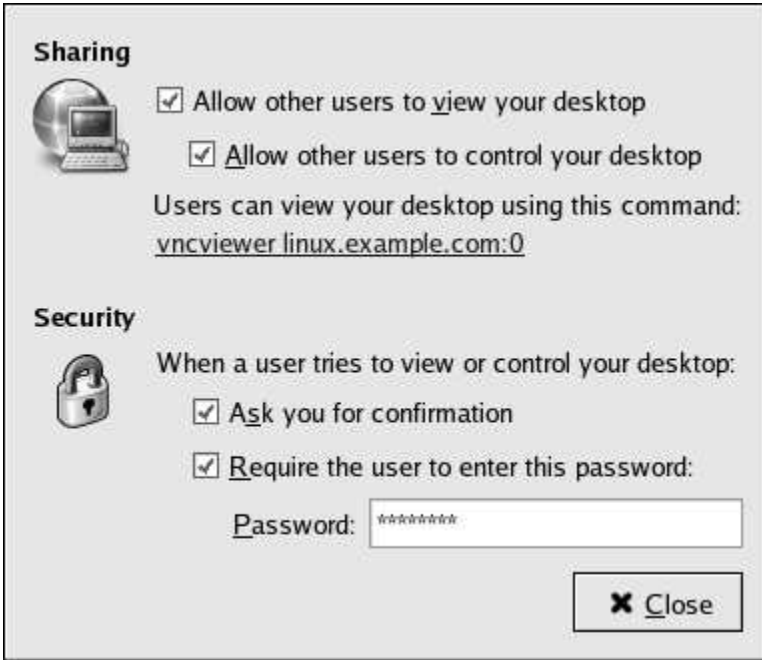 Sharing
Allow other users to view your desktop
Allow other users to control your desktop
Users can view your desktop using this command:
vncviewer linux.example.com:0
Security
When a user tries to view or control your desktop:
Ask you for confirmation
Require the user to enter this password:
Password: ********
Close